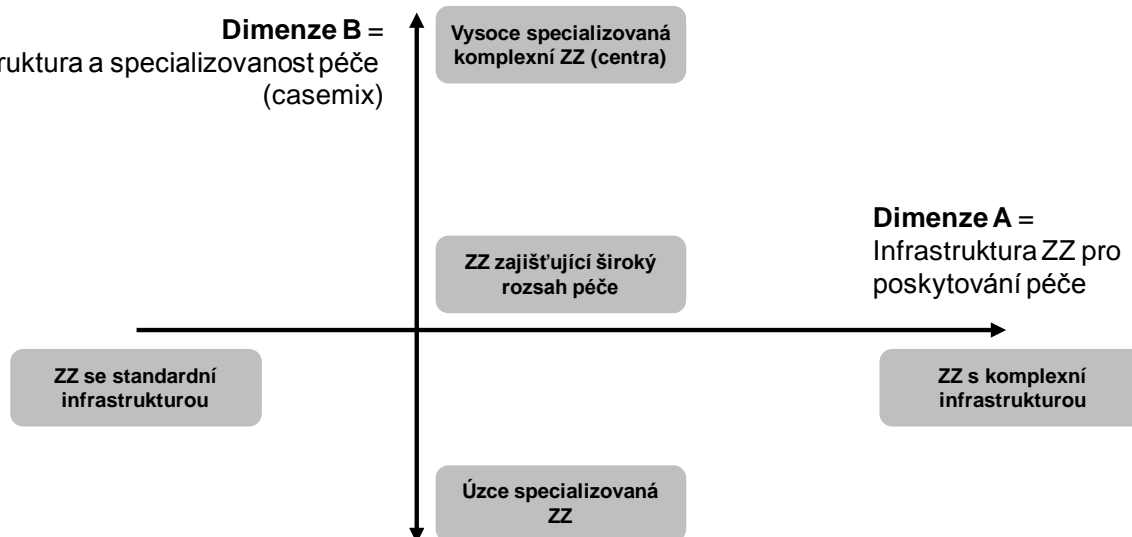 Dimenze B =
ruktura a specializovanost péče
(casemix)
Vysoce specializovaná
komplexní ZZ (centra)
Dimenze A =
Infrastruktura ZZ pro
poskytování péče
ZZ zajišťující široký
rozsah péče
ZZ se standardní
infrastrukturou
ZZ s komplexní
infrastrukturou
Úzce specializovaná
ZZ